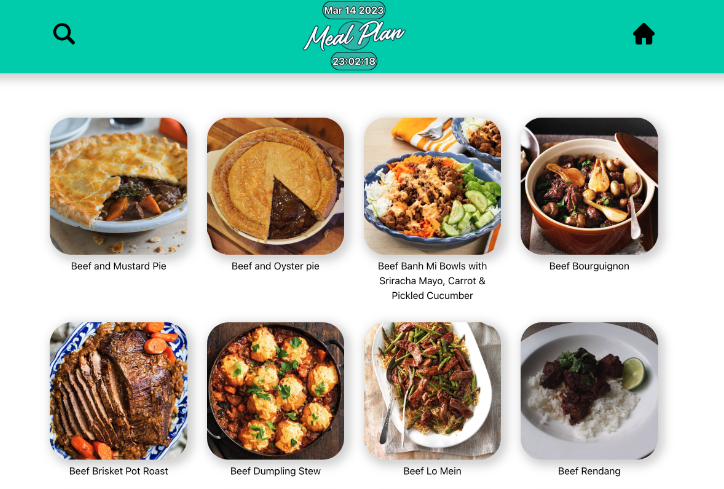 Mar 14 2023
Meal Plan
23:02:18
Beef and Mustard Pie
Beef and Oyster pie
Beef Banh Mi Bowls with
Sriracha Mayo, Carrot &
Pickled Cucumber
Beef Bourguignon
Beef Brisket Pot Roast
Beef Dumpling Stew
Beef Lo Mein
Beef Rendang